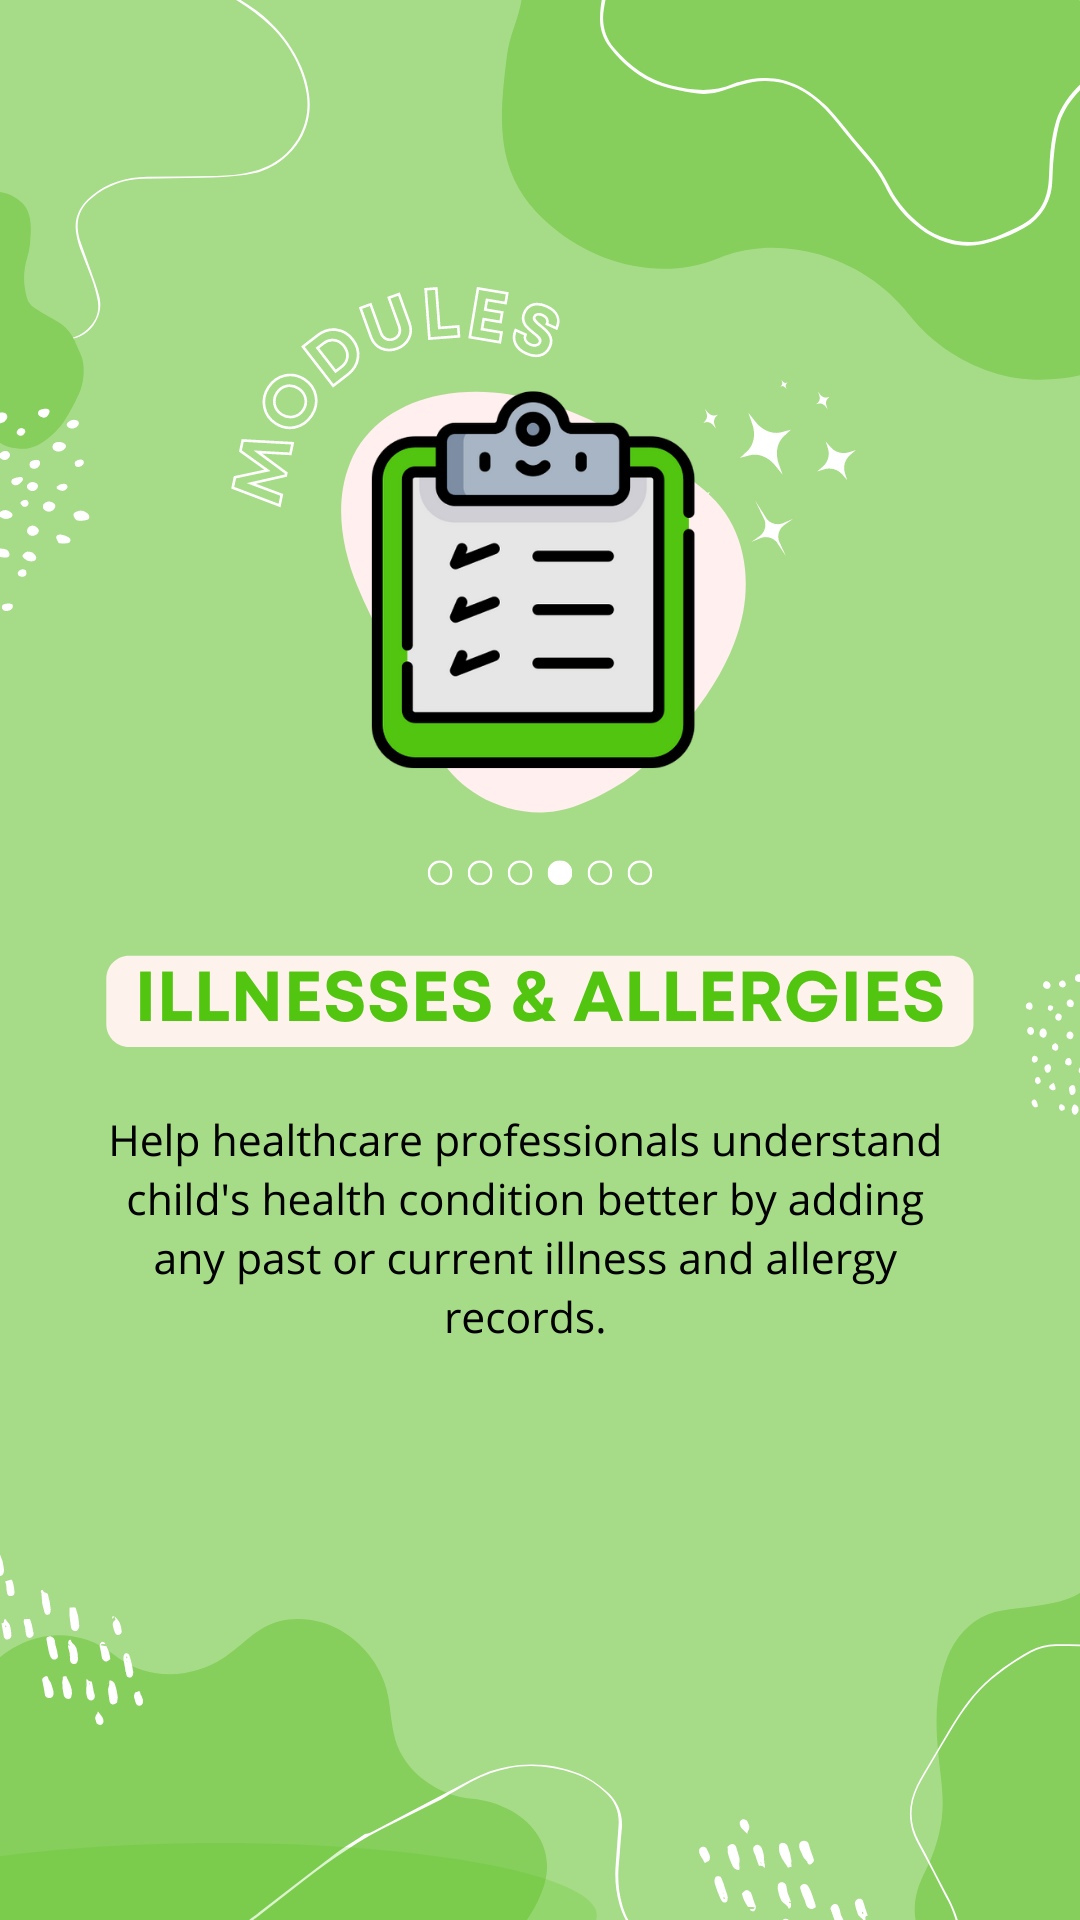 MODULES
ILLNESSES & ALLERGIES
Help healthcare professionals understand
child's health condition better by adding
any past or current illness and allergy
records.